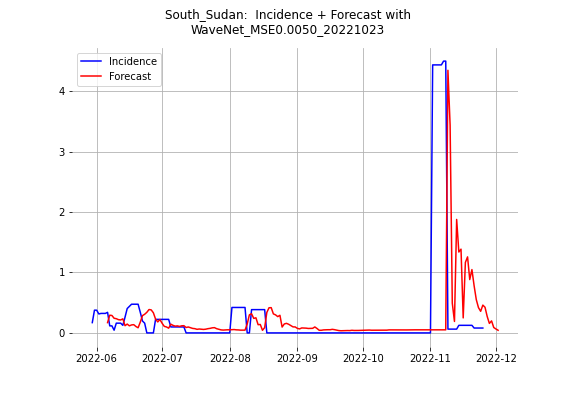 South_Sudan:  Incidence + Forecast with
WaveNet_MSE0.0050_20221023
Incidence
Forecast
4
3
2
1
0
2022-06 2022-07 2022-08 2022-09 2022-10 2022-11 2022-12